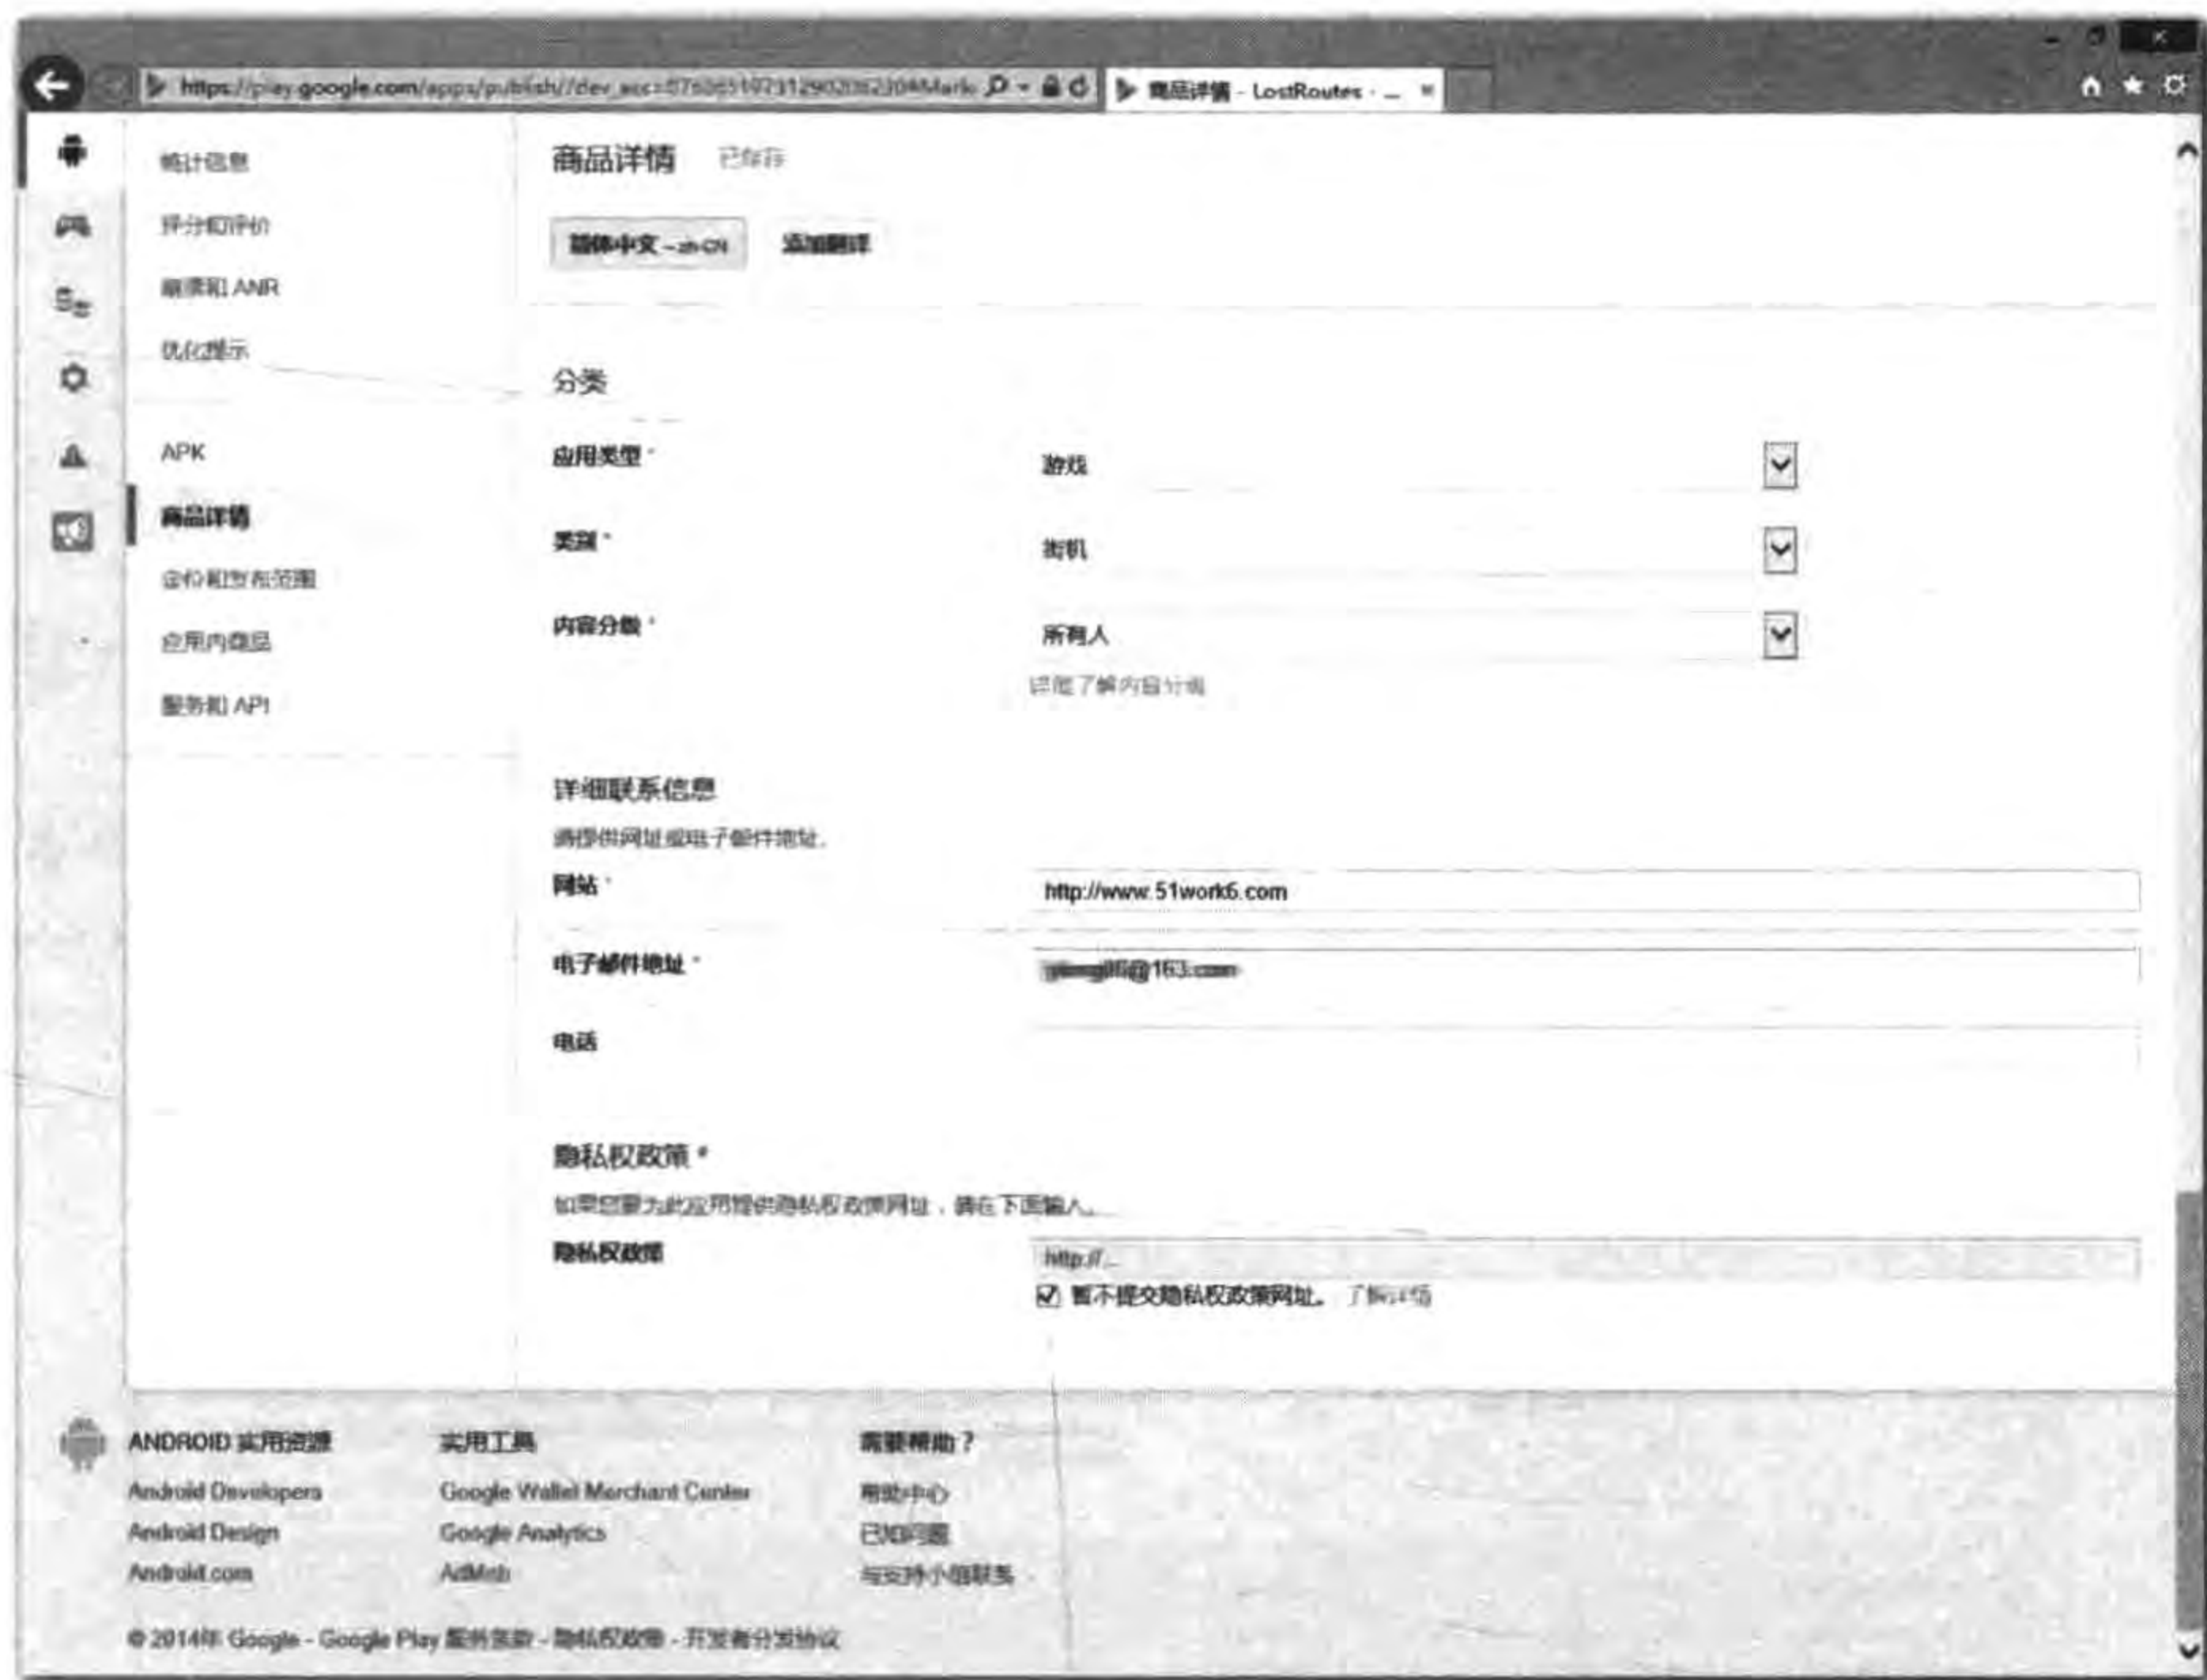 商品详情 - LostRoutes - ...
统计信息
评分和评价
崩溃和 ANR
优化提示
APK
商品详情
定价和发布范围
应用内商品
服务和 API
商品详情 已保存
简体中文 – zh-CN 添加翻译
分类
应用类型 * 游戏
类别 * 街机
内容分级 * 所有人
详细了解内容分级
详细联系信息
请提供网址或电子邮件地址。
网站 * http://www.51work6.com
电子邮件地址 * @163.com
电话
隐私权政策 *
如果您要为此应用提供隐私权政策网址，请在下面输入。
隐私权政策 http://...
暂不提交隐私权政策网址。 了解详情
ANDROID 实用资源 实用工具 需要帮助？
Android Developers Google Wallet Merchant Center 帮助中心
Android Design Google Analytics 已知问题
Android.com AdMob 与支持小组联系
© 2014年 Google - Google Play 服务条款 - 隐私权政策 - 开发者分发协议